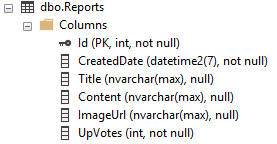 dbo.Reports
Columns
Id (PK, int, not null)
CreatedDate (datetime2(7), not null)
Title (nvarchar(max), null)
Content (nvarchar(max), null)
ImageUrl (nvarchar(max), null)
UpVotes (int, not null)